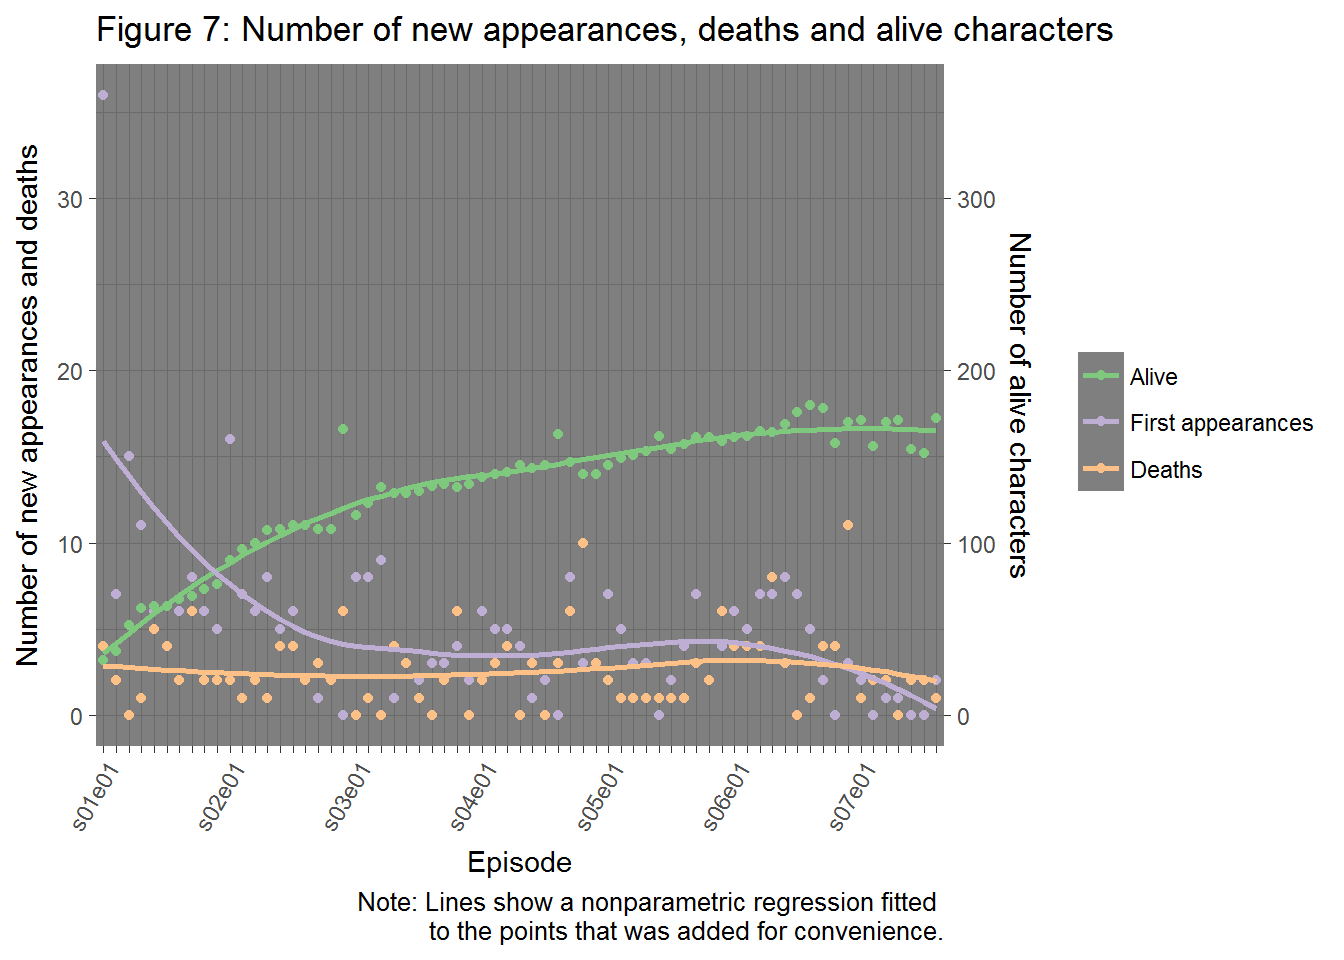 Figure 7: Number of new appearances, deaths and alive characters
Number of new appearances and deaths
30
20
10
0
300
200
100
0
Number of alive characters
Alive
First appearances
Deaths
s01e01
s02e01
s03e01
s04e01
s05e01
s06e01
s07e01
Episode
Note: Lines show a nonparametric regression fitted
to the points that was added for convenience.